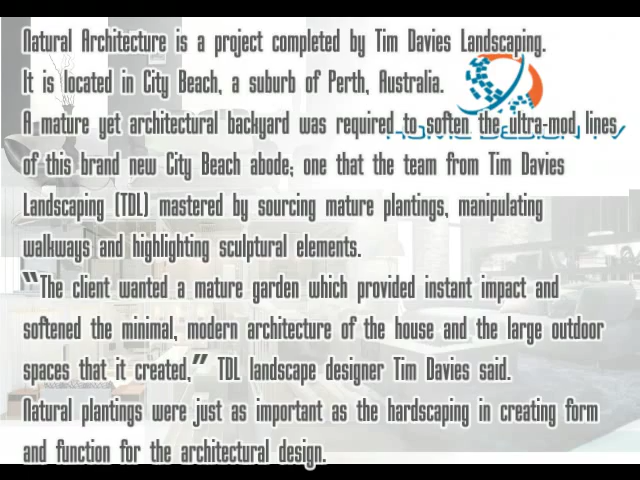 Natural Architecture is a project completed by Tim Davies Landscaping.
It is located in City Beach, a suburb of Perth, Australia.
A mature yet architectural backyard was required to soften the ultra-mod lines
HOME DESIGN TV
of this brand new City Beach abode; one that the team from Tim Davies
Landscaping (TDL) mastered by sourcing mature plantings, manipulating
walkways and highlighting sculptural elements.
“The client wanted a mature garden which provided instant impact and
softened the minimal, modern architecture of the house and the large outdoor
spaces that it created,” TDL landscape designer Tim Davies said.
Natural plantings were just as important as the hardscaping in creating form
and function for the architectural design.